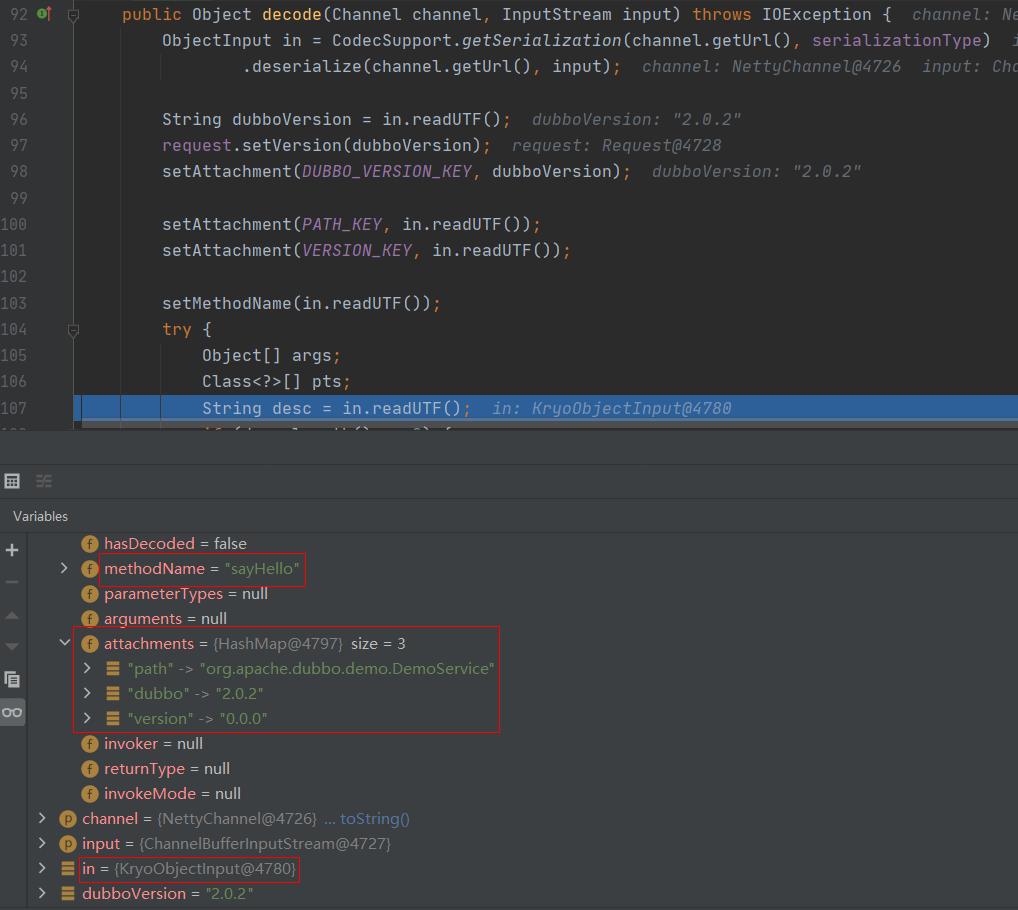 92 public Object decode(Channel channel, InputStream input) throws IOException { channel: Ne
93 ObjectInput in = CodecSupport.getSerialization(channel.getUrl(), serializationType) i
94 .deserialize(channel.getUrl(), input); channel: NettyChannel@4726 input: Cha
95
96 String dubboVersion = in.readUTF(); dubboVersion: "2.0.2"
97 request.setVersion(dubboVersion); request: Request@4728
98 setAttachment(DUBBO_VERSION_KEY, dubboVersion); dubboVersion: "2.0.2"
99
100 setAttachment(PATH_KEY, in.readUTF());
101 setAttachment(VERSION_KEY, in.readUTF());
102
103 setMethodName(in.readUTF());
104 try {
105 Object[] args;
106 Class<?>[] pts;
107 String desc = in.readUTF(); in: KryoObjectInput@4780
Variables
f hasDecoded = false
f methodName = "sayHello"
f parameterTypes = null
f arguments = null
f attachments = {HashMap@4797} size = 3
"path" -> "org.apache.dubbo.demo.DemoService"
"dubbo" -> "2.0.2"
"version" -> "0.0.0"
f invoker = null
f returnType = null
f invokeMode = null
p channel = {NettyChannel@4726} ... toString()
p input = {ChannelBufferInputStream@4727}
in = {KryoObjectInput@4780}
dubboVersion = "2.0.2"